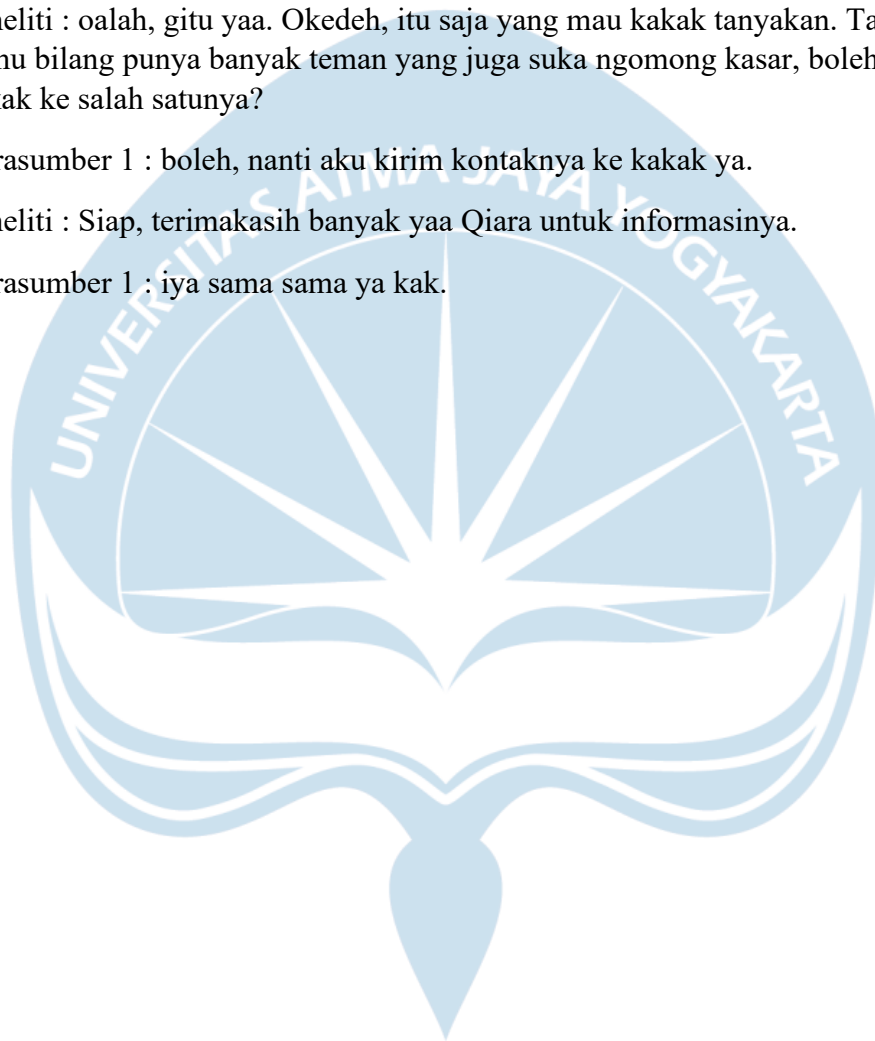 neliti : oalah, gitu yaa. Okedeh, itu saja yang mau kakak tanyakan. Ta
nu bilang punya banyak teman yang juga suka ngomong kasar, boleh
kak ke salah satunya?
rasumber 1 : boleh, nanti aku kirim kontaknya ke kakak ya.
neliti : Siap, terimakasih banyak yaa Qiara untuk informasinya.
rasumber 1 : iya sama sama ya kak.
UNIVERSITAS ATMA JAYA YOGYAKARTA